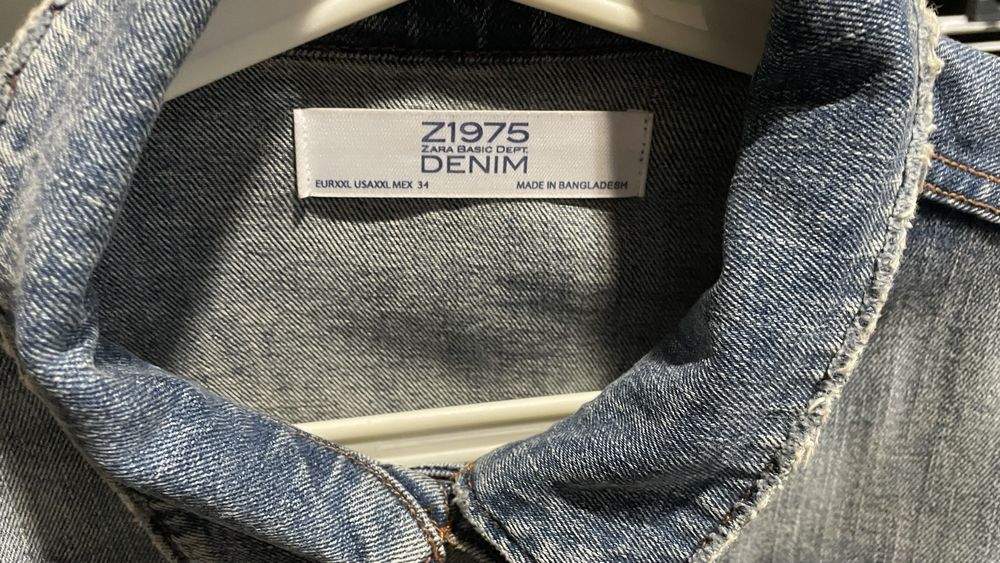 Z1975
ZARA BASIC DEPT.
DENIM
EURXXL USAXXL MEX 34 MADE IN BANGLADESH